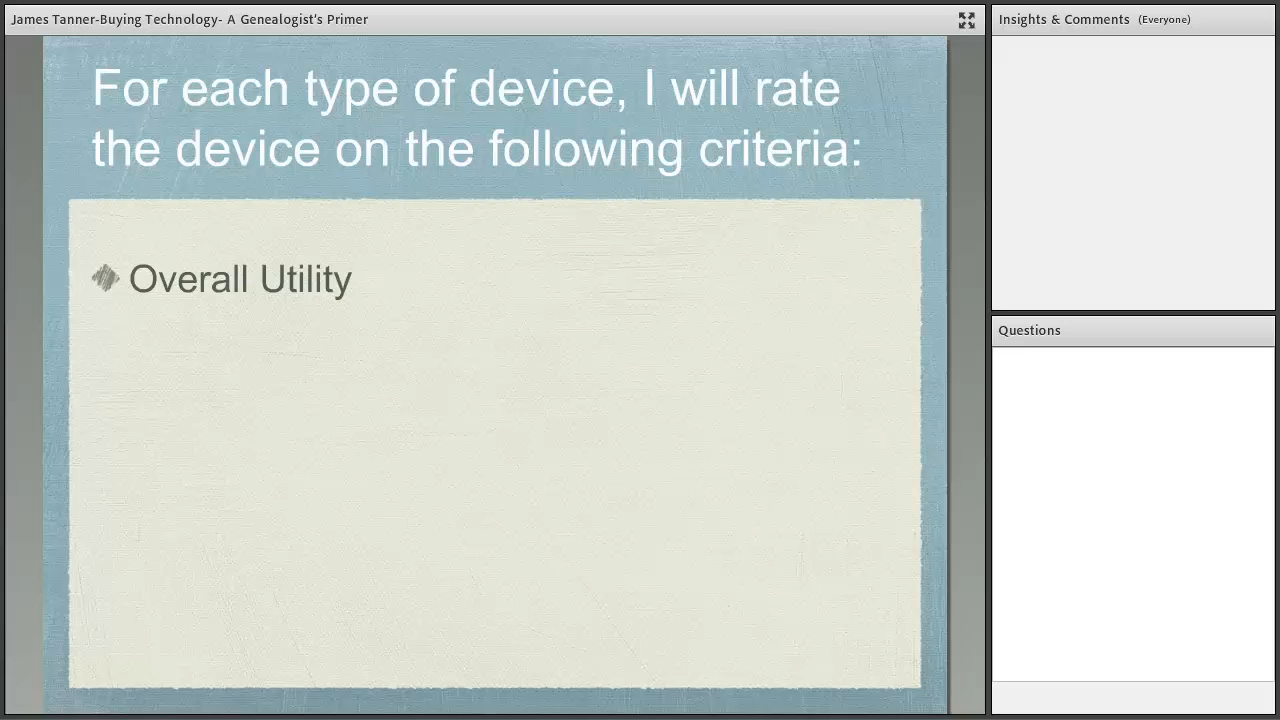 James Tanner-Buying Technology- A Genealogist's Primer
Insights & Comments (Everyone)
For each type of device, I will rate
the device on the following criteria:
Overall Utility
Questions